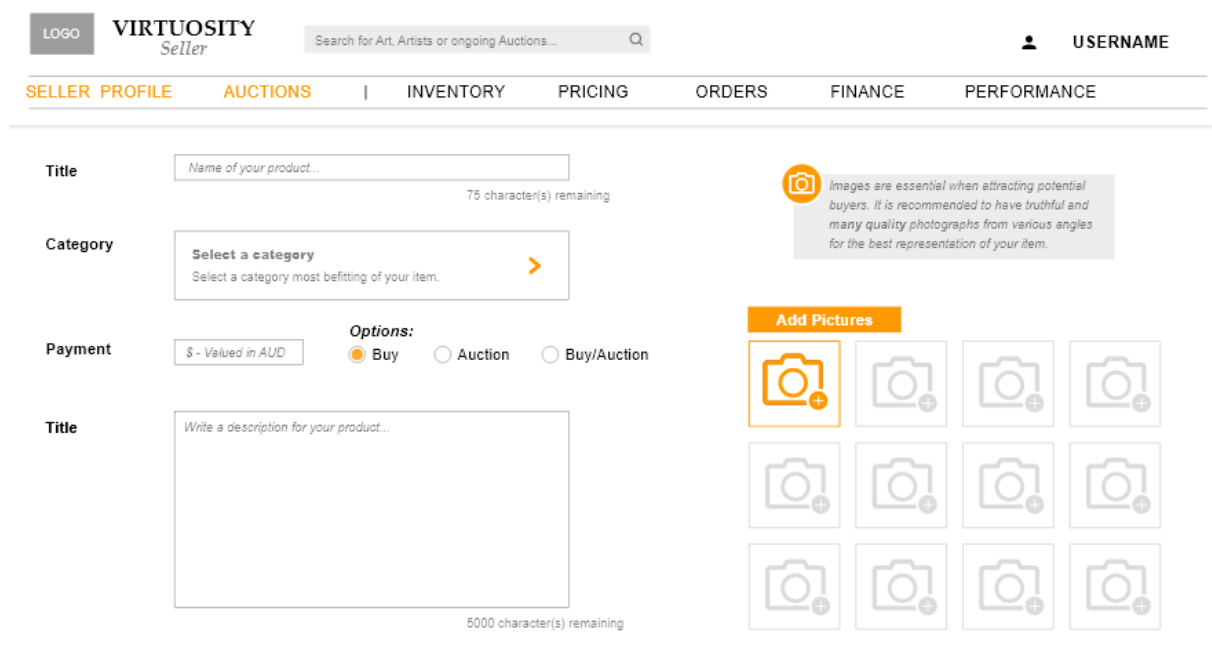 LOGO
VIRTUOSITY
Seller
Search for Art, Artists or ongoing Auctions...
USERNAME
SELLER PROFILE AUCTIONS | INVENTORY PRICING ORDERS FINANCE PERFORMANCE
Title
Name of your product...
75 character(s) remaining
Category
Select a category
Select a category most befitting of your item.
Payment
$ - Valued in AUD
Options:
Buy Auction Buy/Auction
Title
Write a description for your product...
5000 character(s) remaining
Images are essential when attracting potential
buyers. It is recommended to have truthful and
many quality photographs from various angles
for the best representation of your item.
Add Pictures